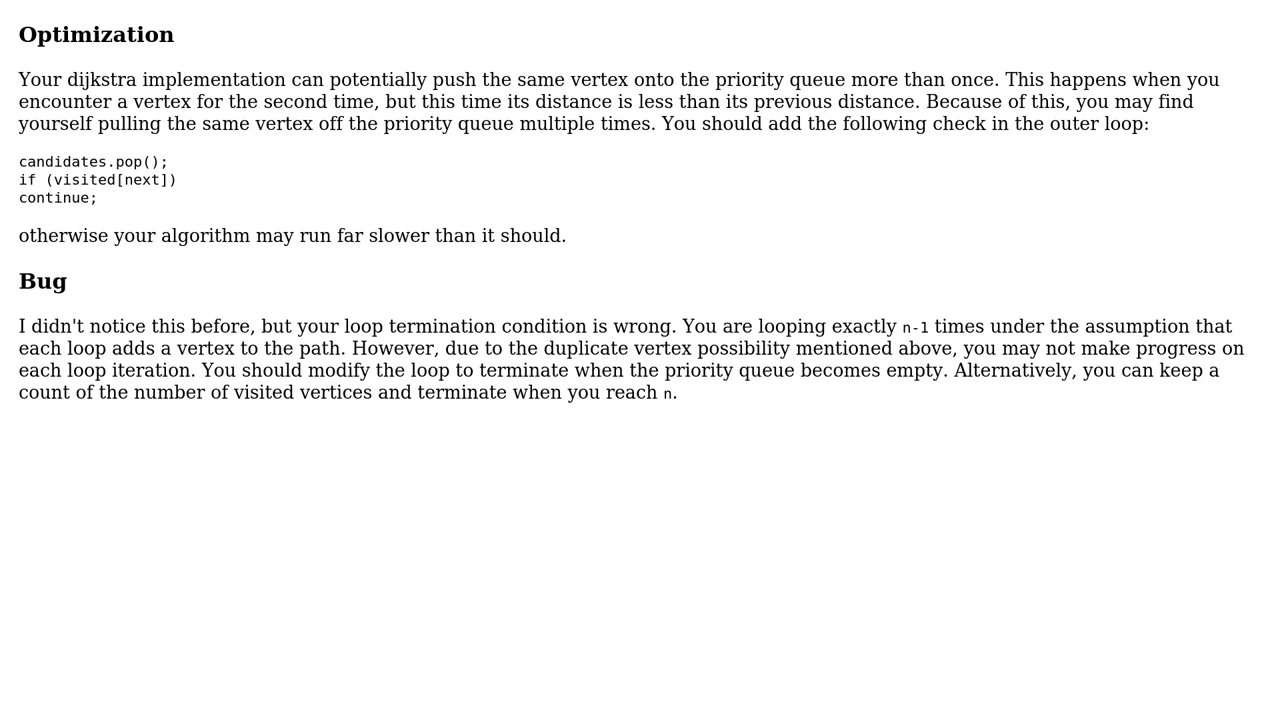 Optimization
Your dijkstra implementation can potentially push the same vertex onto the priority queue more than once. This happens when you
encounter a vertex for the second time, but this time its distance is less than its previous distance. Because of this, you may find
yourself pulling the same vertex off the priority queue multiple times. You should add the following check in the outer loop:
candidates.pop();
if (visited[next])
continue;
otherwise your algorithm may run far slower than it should.
Bug
I didn't notice this before, but your loop termination condition is wrong. You are looping exactly n-1 times under the assumption that
each loop adds a vertex to the path. However, due to the duplicate vertex possibility mentioned above, you may not make progress on
each loop iteration. You should modify the loop to terminate when the priority queue becomes empty. Alternatively, you can keep a
count of the number of visited vertices and terminate when you reach n.